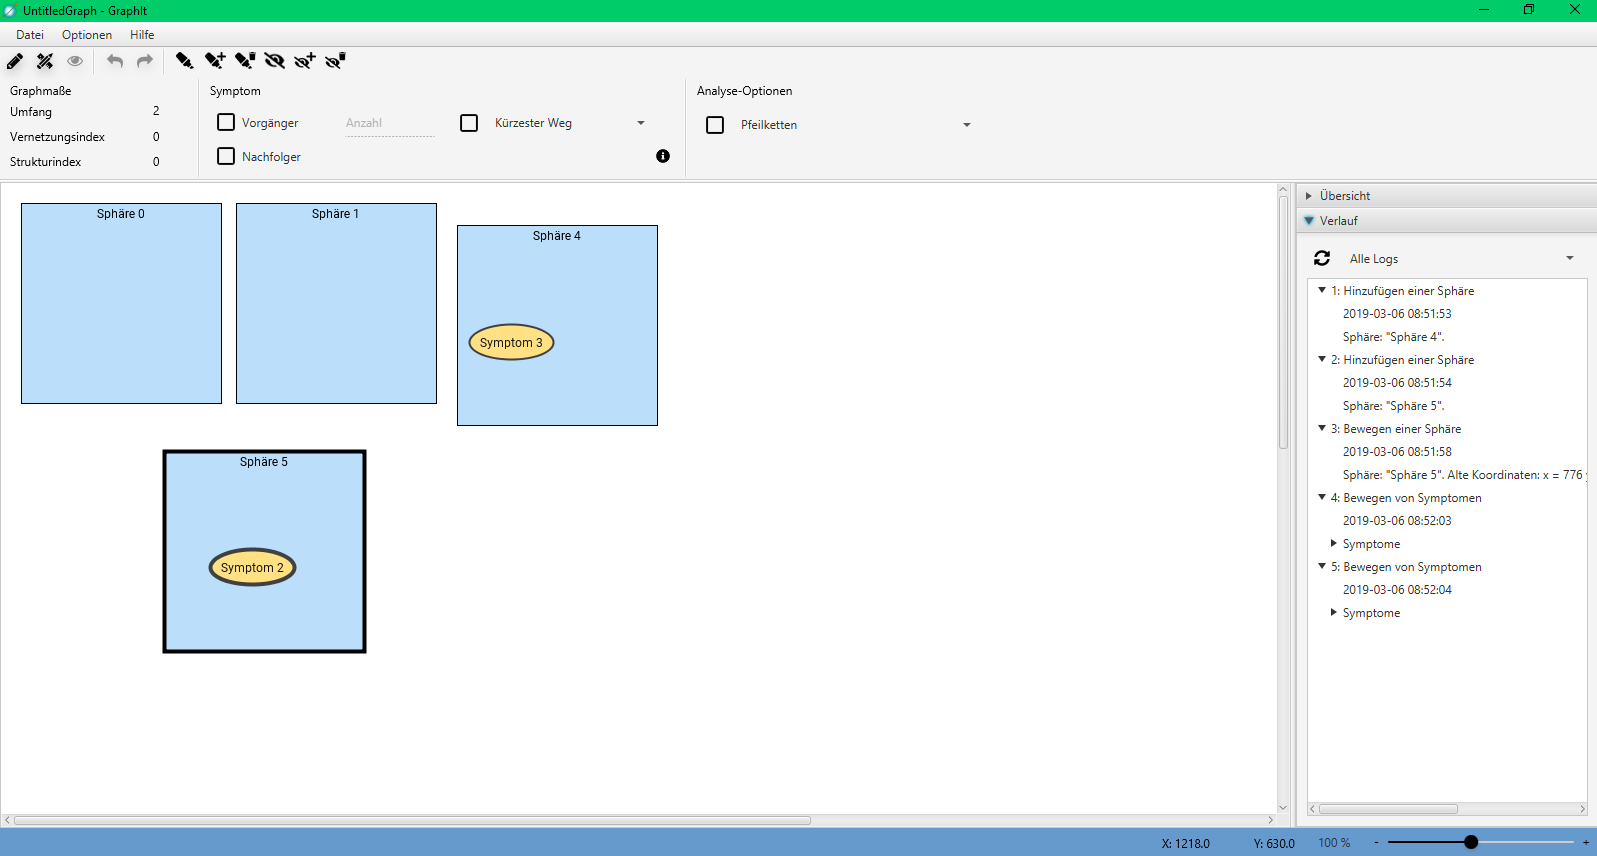 UntitledGraph - GraphIt
Datei Optionen Hilfe
Graphmaße
Umfang 2
Vernetzungsindex 0
Strukturindex 0
Symptom
Vorgänger Anzahl Kürzester Weg
Nachfolger
Analyse-Optionen
Pfeilketten
Sphäre 0
Sphäre 1
Sphäre 4
Symptom 3
Sphäre 5
Symptom 2
Übersicht
Verlauf
Alle Logs
1: Hinzufügen einer Sphäre
2019-03-06 08:51:53
Sphäre: "Sphäre 4".
2: Hinzufügen einer Sphäre
2019-03-06 08:51:54
Sphäre: "Sphäre 5".
3: Bewegen einer Sphäre
2019-03-06 08:51:58
Sphäre: "Sphäre 5". Alte Koordinaten: x = 776
4: Bewegen von Symptomen
2019-03-06 08:52:03
Symptome
5: Bewegen von Symptomen
2019-03-06 08:52:04
Symptome
X: 1218.0 Y: 630.0 100 % - +